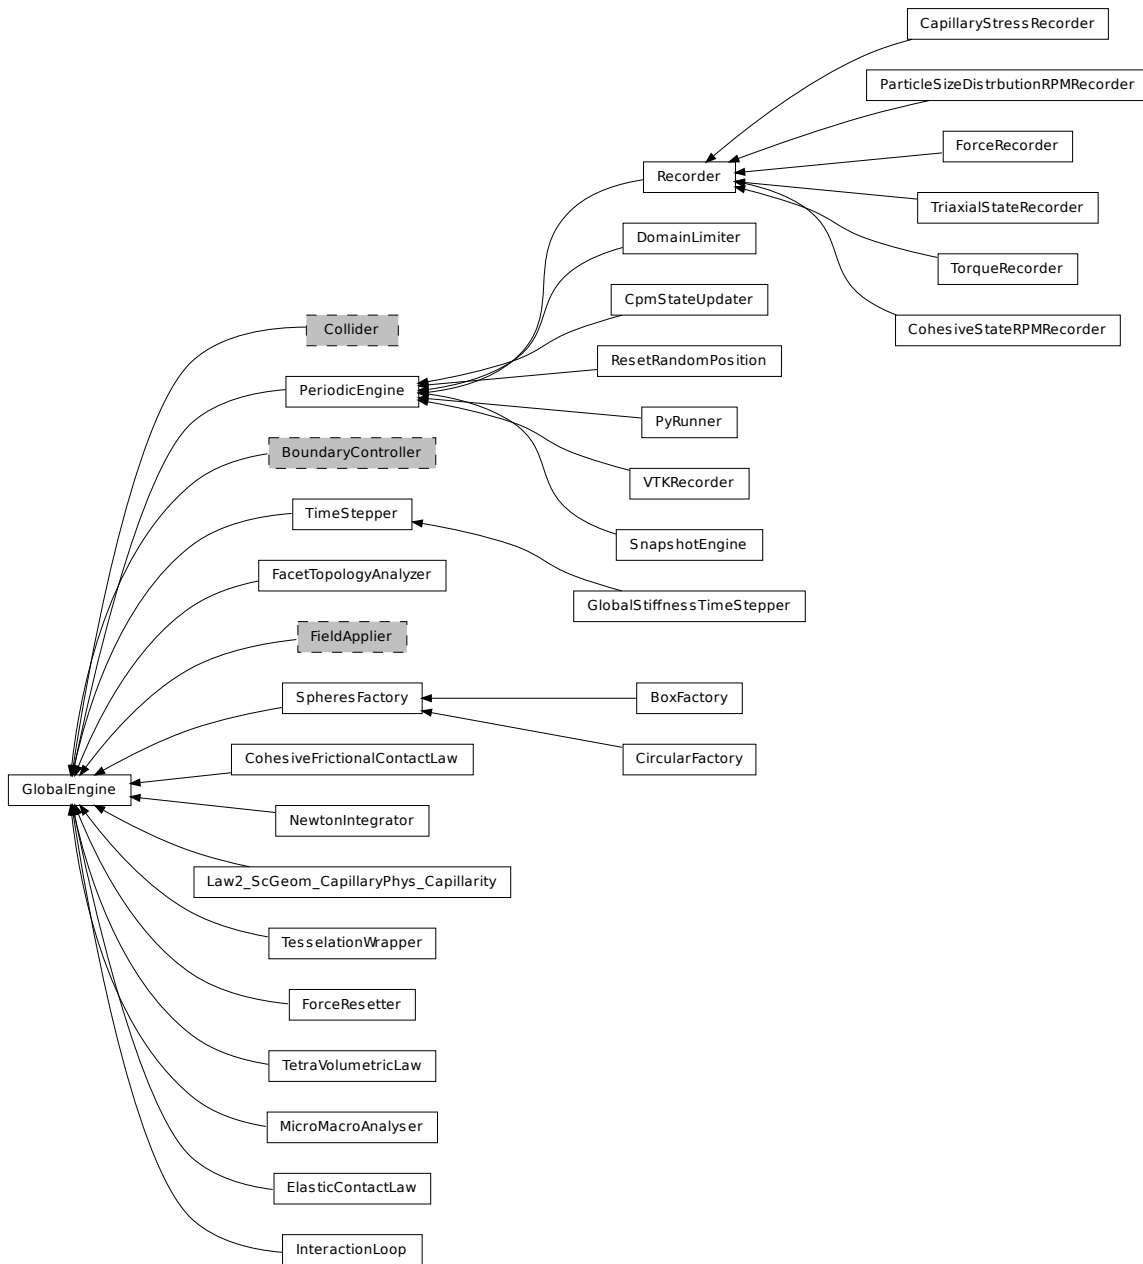 CapillaryStressRecorder
ParticleSizeDistrbutionRPMRecorder
ForceRecorder
Recorder
TriaxialStateRecorder
DomainLimiter
TorqueRecorder
CpmStateUpdater
Collider
CohesiveStateRPMRecorder
ResetRandomPosition
PeriodicEngine
PyRunner
BoundaryController
VTKRecorder
TimeStepper
SnapshotEngine
FacetTopologyAnalyzer
GlobalStiffnessTimeStepper
FieldApplier
SpheresFactory
BoxFactory
CohesiveFrictionalContactLaw
CircularFactory
GlobalEngine
NewtonIntegrator
Law2_ScGeom_CapillaryPhys_Capillarity
TesselationWrapper
ForceResetter
TetraVolumetricLaw
MicroMacroAnalyser
ElasticContactLaw
InteractionLoop